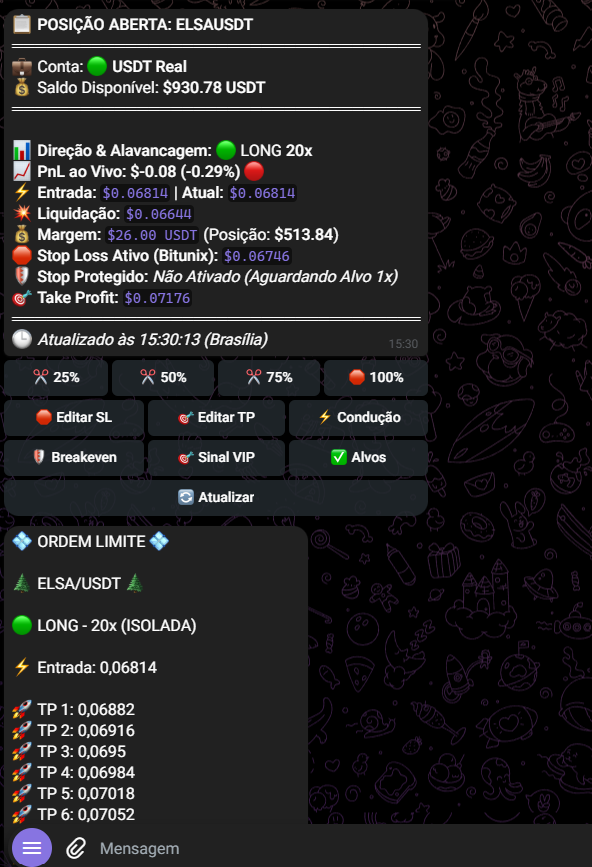 📋 POSIÇÃO ABERTA: ELSAUSDT
💼 Conta: 🟢 USDT Real
💰 Saldo Disponível: $930.78 USDT
📊 Direção & Alavancagem: 🟢 LONG 20x
📈 PnL ao Vivo: $-0.08 (-0.29%) 🔴
⚡ Entrada: $0.06814 | Atual: $0.06814
💥 Liquidação: $0.06644
💰 Margem: $26.00 USDT (Posição: $513.84)
🛑 Stop Loss Ativo (Bitunix): $0.06746
🛡️ Stop Protegido: Não Ativado (Aguardando Alvo 1x)
🎯 Take Profit: $0.07176
🕒 Atualizado às 15:30:13 (Brasília)
15:30
✂️ 25% ✂️ 50% ✂️ 75% 🛑 100%
🛑 Editar SL 🎯 Editar TP ⚡ Condução
🛡️ Breakeven 🎯 Sinal VIP ✅ Alvos
🔄 Atualizar
💠 ORDEM LIMITE 💠
🌲 ELSA/USDT 🌲
🟢 LONG - 20x (ISOLADA)
⚡ Entrada: 0,06814
🚀 TP 1: 0,06882
🚀 TP 2: 0,06916
🚀 TP 3: 0,0695
🚀 TP 4: 0,06984
🚀 TP 5: 0,07018
🚀 TP 6: 0,07052
Mensagem